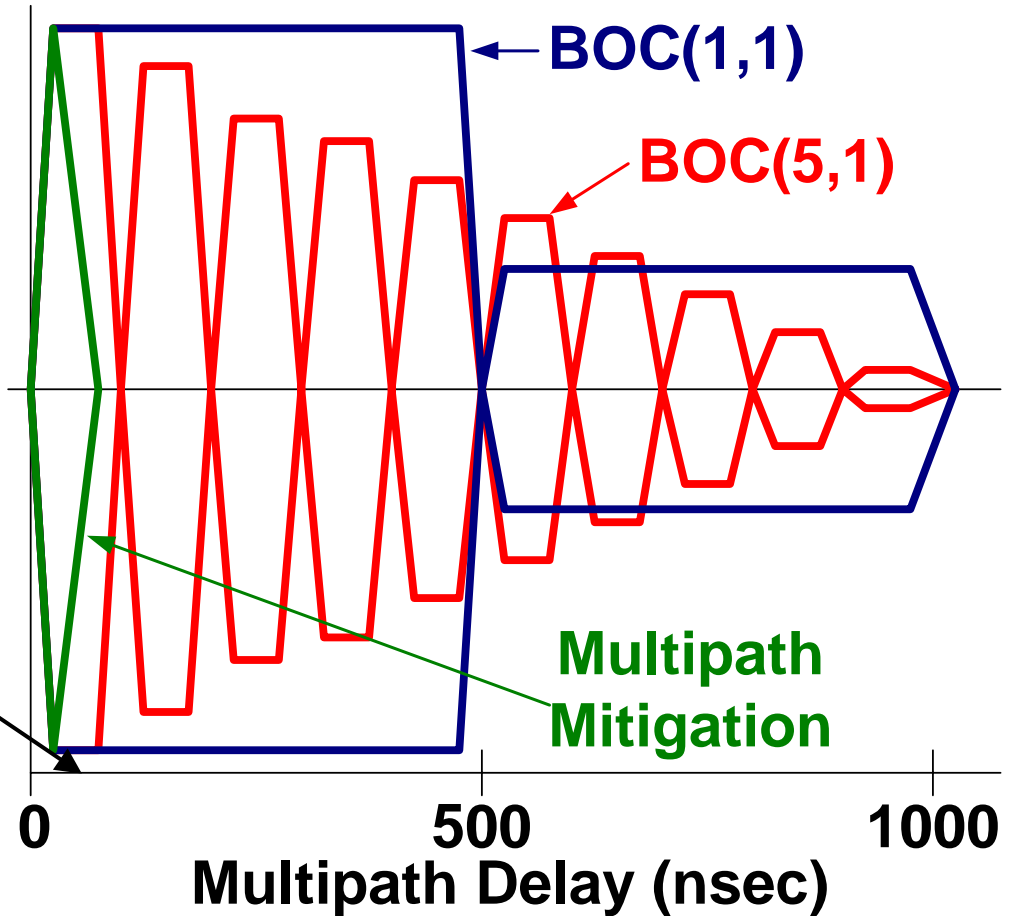 BOC(1,1)
BOC(5,1)
Multipath
Mitigation
0 500 1000
Multipath Delay (nsec)